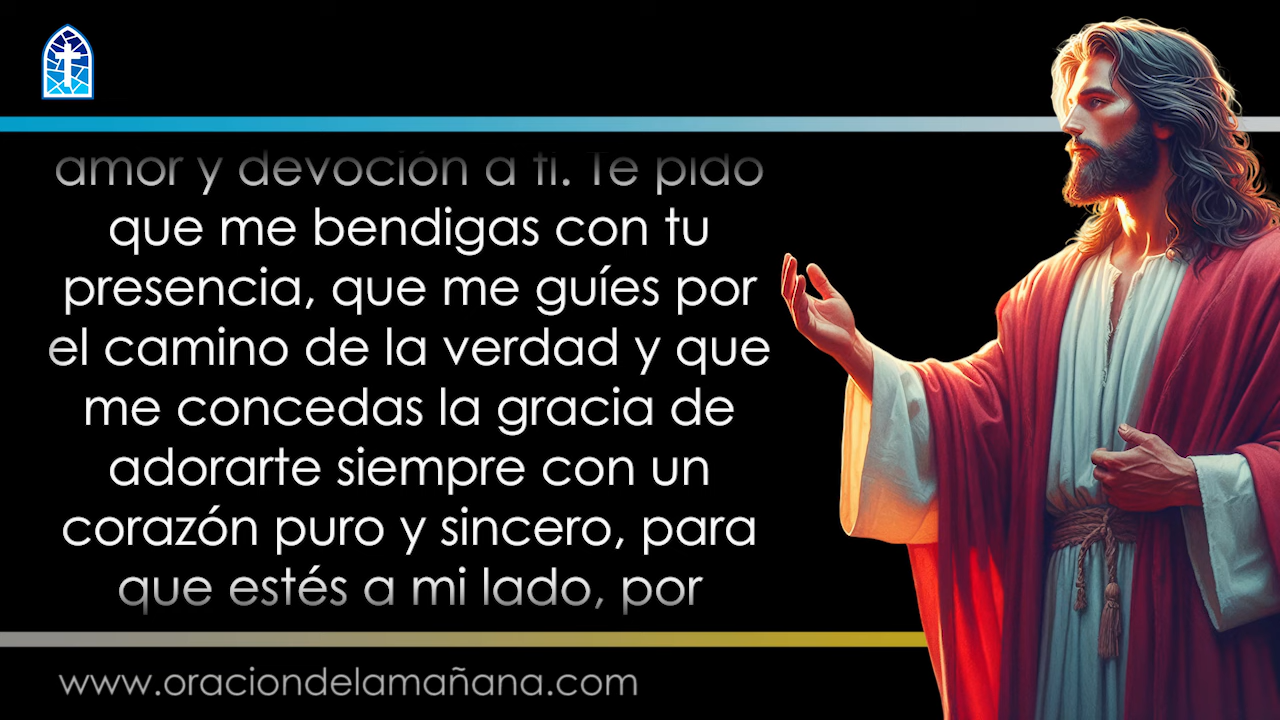 amor y devoción a ti. Te pido
que me bendigas con tu
presencia, que me guíes por
el camino de la verdad y que
me concedas la gracia de
adorarte siempre con un
corazón puro y sincero, para
que estés a mi lado, por
www.oraciondelamañana.com